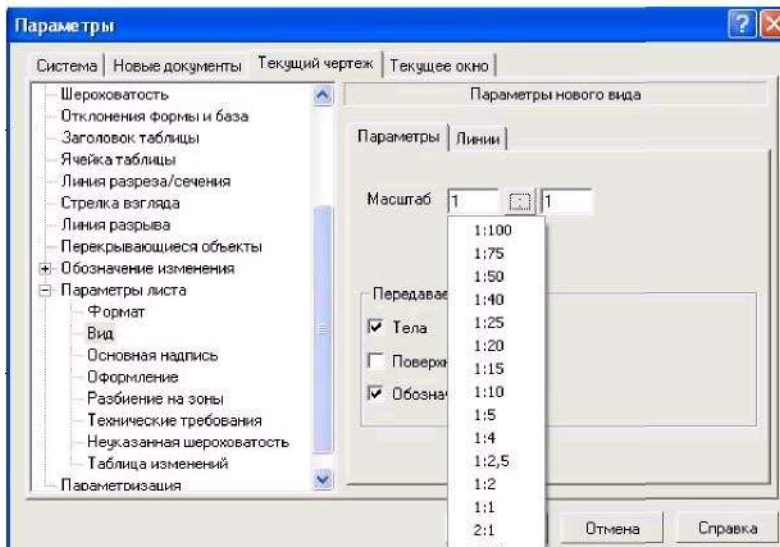 Параметры
Система
Новые документы
Текущий чертеж
Текущее окно
Шероховатость
Отклонения формы и база
Заголовок таблицы
Ячейка таблицы
Линия разреза/сечения
Стрелка взгляда
Линия разрыва
Перекрывающиеся объекты
Обозначение изменения
Параметры листа
Формат
Вид
Основная надпись
Оформление
Разбиение на зоны
Технические требования
Неуказанная шероховатость
Таблица изменений
Параметризация
Параметры нового вида
Параметры
Линии
Масштаб 1 : 1
1:100
1:75
1:50
1:40
1:25
1:20
1:15
1:10
1:5
1:4
1:2,5
1:2
1:1
2:1
Передавае
Тела
Поверхн
Обознач
Отмена
Справка